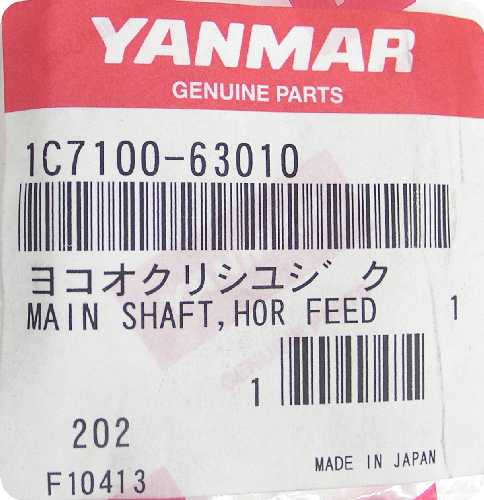 YANMAR
GENUINE PARTS
1C7100-63010
ヨコオクリシユジ゛ク
MAIN SHAFT,HOR FEED 1
1
202
F10413
MADE IN JAPAN